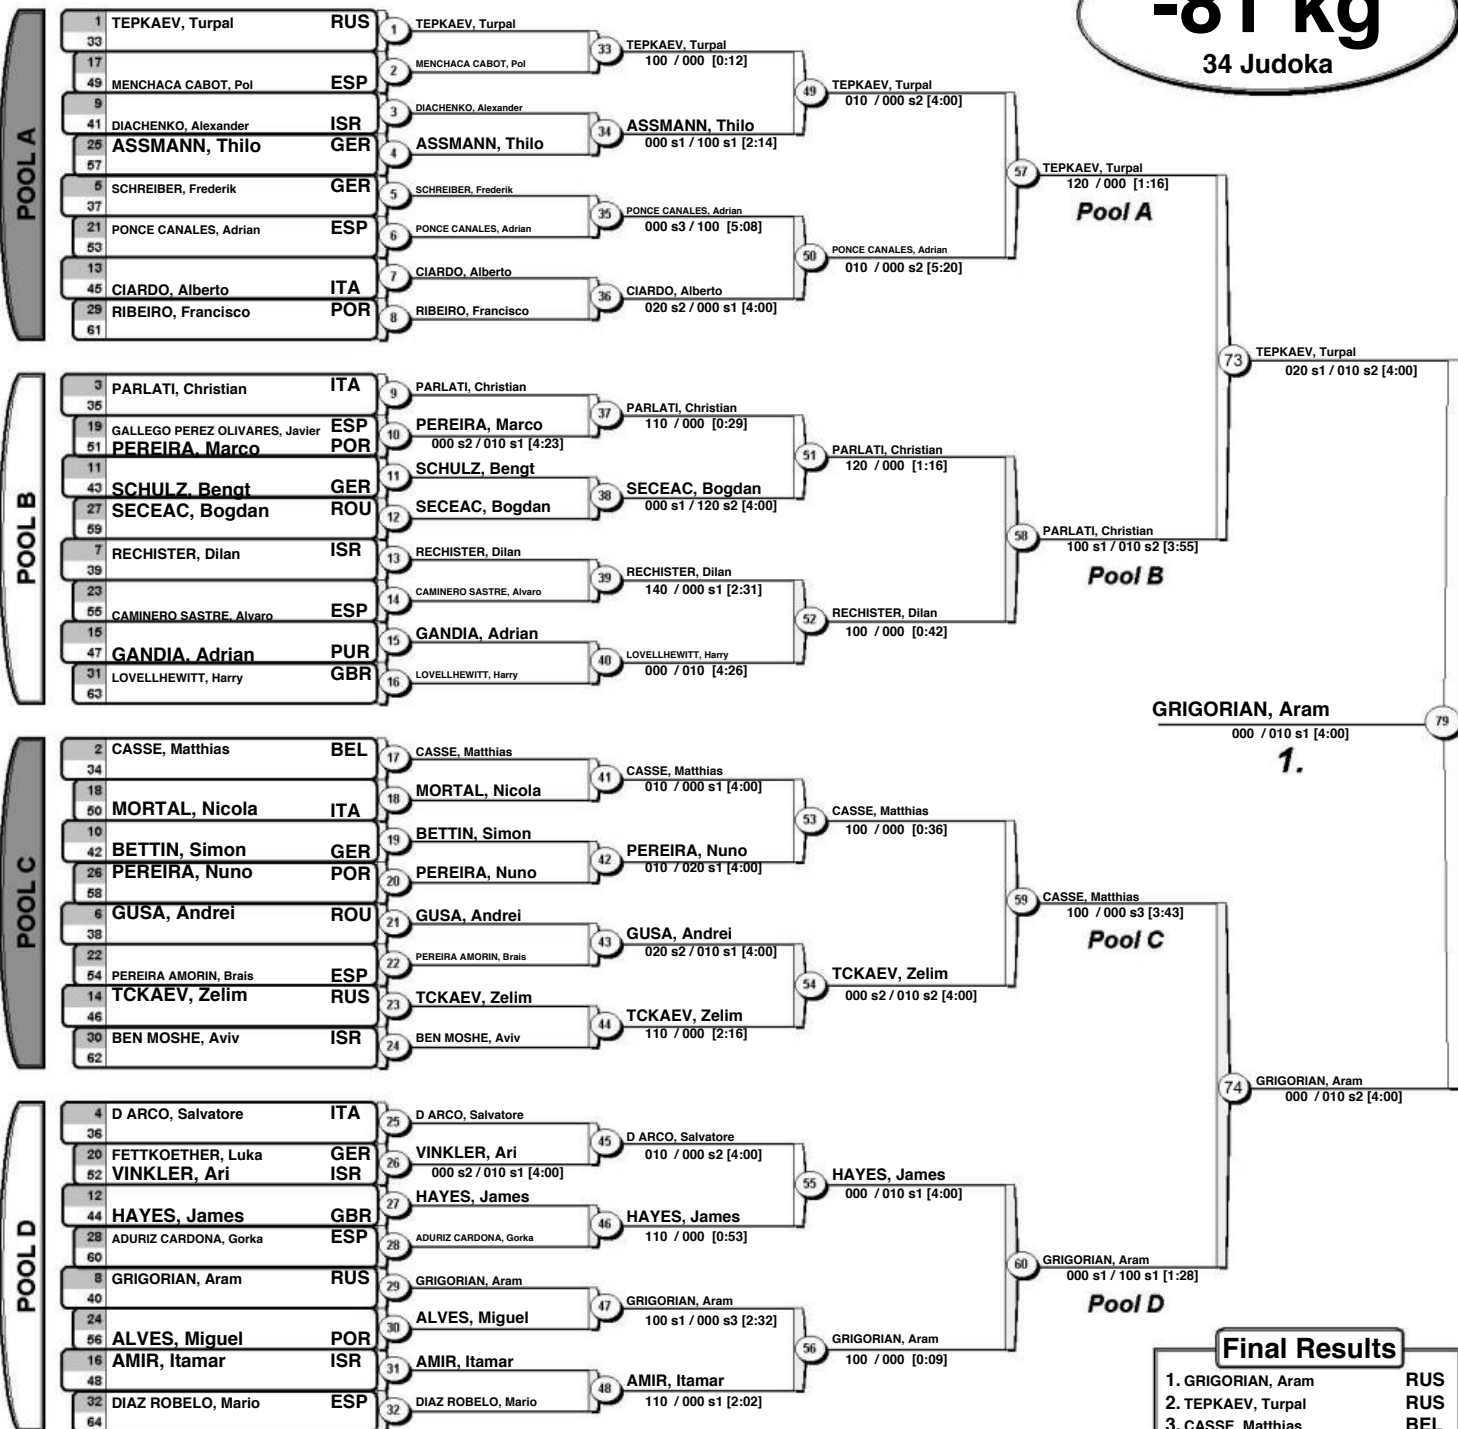 -81 kg
34 Judoka
POOL A
1 TEPKAEV, Turpal RUS
33
17
49 MENCHACA CABOT, Pol ESP
9
41 DIACHENKO, Alexander ISR
25 ASSMANN, Thilo GER
57
5 SCHREIBER, Frederik GER
37
21 PONCE CANALES, Adrian ESP
53
13
45 CIARDO, Alberto ITA
29 RIBEIRO, Francisco POR
61
1 TEPKAEV, Turpal
2 MENCHACA CABOT, Pol
3 DIACHENKO, Alexander
4 ASSMANN, Thilo
5 SCHREIBER, Frederik
6 PONCE CANALES, Adrian
7 CIARDO, Alberto
8 RIBEIRO, Francisco
33 TEPKAEV, Turpal
100 / 000 [0:12]
34 ASSMANN, Thilo
000 s1 / 100 s1 [2:14]
35 PONCE CANALES, Adrian
000 s3 / 100 [5:08]
36 CIARDO, Alberto
020 s2 / 000 s1 [4:00]
49 TEPKAEV, Turpal
010 / 000 s2 [4:00]
50 PONCE CANALES, Adrian
010 / 000 s2 [5:20]
57 TEPKAEV, Turpal
120 / 000 [1:16]
Pool A
POOL B
3 PARLATI, Christian ITA
35
19 GALLEGO PEREZ OLIVARES, Javier ESP
51 PEREIRA, Marco POR
11
43 SCHULZ, Bengt GER
27 SECEAC, Bogdan ROU
59
7 RECHISTER, Dilan ISR
39
23
55 CAMINERO SASTRE, Alvaro ESP
15
47 GANDIA, Adrian PUR
31 LOVELLHEWITT, Harry GBR
63
9 PARLATI, Christian
10 PEREIRA, Marco
000 s2 / 010 s1 [4:23]
11 SCHULZ, Bengt
12 SECEAC, Bogdan
13 RECHISTER, Dilan
14 CAMINERO SASTRE, Alvaro
15 GANDIA, Adrian
16 LOVELLHEWITT, Harry
37 PARLATI, Christian
110 / 000 [0:29]
38 SECEAC, Bogdan
000 s1 / 120 s2 [4:00]
39 RECHISTER, Dilan
140 / 000 s1 [2:31]
40 LOVELLHEWITT, Harry
000 / 010 [4:26]
51 PARLATI, Christian
120 / 000 [1:16]
52 RECHISTER, Dilan
100 / 000 [0:42]
58 PARLATI, Christian
100 s1 / 010 s2 [3:55]
Pool B
73 TEPKAEV, Turpal
020 s1 / 010 s2 [4:00]
GRIGORIAN, Aram 79
000 / 010 s1 [4:00]
1.
POOL C
2 CASSE, Matthias BEL
34
18
50 MORTAL, Nicola ITA
10
42 BETTIN, Simon GER
26 PEREIRA, Nuno POR
58
6 GUSA, Andrei ROU
38
22
54 PEREIRA AMORIN, Brais ESP
14 TCKAEV, Zelim RUS
46
30 BEN MOSHE, Aviv ISR
62
17 CASSE, Matthias
18 MORTAL, Nicola
19 BETTIN, Simon
20 PEREIRA, Nuno
21 GUSA, Andrei
22 PEREIRA AMORIN, Brais
23 TCKAEV, Zelim
24 BEN MOSHE, Aviv
41 CASSE, Matthias
010 / 000 s1 [4:00]
42 PEREIRA, Nuno
010 / 020 s1 [4:00]
43 GUSA, Andrei
020 s2 / 010 s1 [4:00]
44 TCKAEV, Zelim
110 / 000 [2:16]
53 CASSE, Matthias
100 / 000 [0:36]
54 TCKAEV, Zelim
000 s2 / 010 s2 [4:00]
59 CASSE, Matthias
100 / 000 s3 [3:43]
Pool C
POOL D
4 D ARCO, Salvatore ITA
36
20 FETTKOETHER, Luka GER
52 VINKLER, Ari ISR
12
44 HAYES, James GBR
28 ADURIZ CARDONA, Gorka ESP
60
8 GRIGORIAN, Aram RUS
40
24
56 ALVES, Miguel POR
16 AMIR, Itamar ISR
48
32 DIAZ ROBELO, Mario ESP
64
25 D ARCO, Salvatore
26 VINKLER, Ari
000 s2 / 010 s1 [4:00]
27 HAYES, James
28 ADURIZ CARDONA, Gorka
29 GRIGORIAN, Aram
30 ALVES, Miguel
31 AMIR, Itamar
32 DIAZ ROBELO, Mario
45 D ARCO, Salvatore
010 / 000 s2 [4:00]
46 HAYES, James
110 / 000 [0:53]
47 GRIGORIAN, Aram
100 s1 / 000 s3 [2:32]
48 AMIR, Itamar
110 / 000 s1 [2:02]
55 HAYES, James
000 / 010 s1 [4:00]
56 GRIGORIAN, Aram
100 / 000 [0:09]
60 GRIGORIAN, Aram
000 s1 / 100 s1 [1:28]
Pool D
74 GRIGORIAN, Aram
000 / 010 s2 [4:00]
Final Results
1. GRIGORIAN, Aram RUS
2. TEPKAEV, Turpal RUS
3. CASSE, Matthias BEL